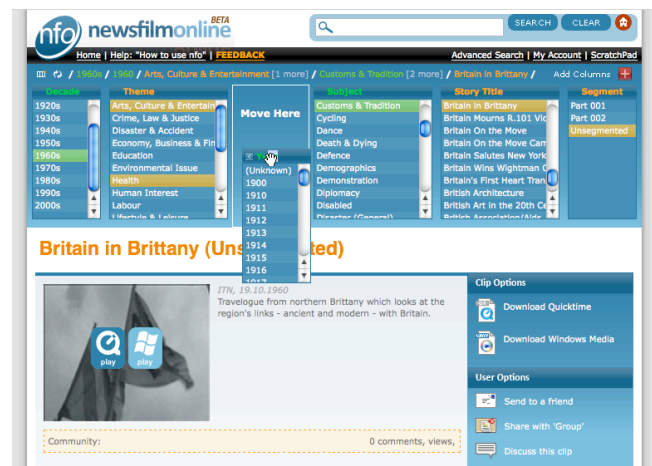 nfo newsfilmonline BETA
SEARCH CLEAR
Home | Help: "How to use nfo" | FEEDBACK
Advanced Search | My Account | ScratchPad
/ 1960s / 1960 / Arts, Culture & Entertainment [1 more] / Customs & Tradition [2 more] / Britain in Brittany / Add Columns
Decade
1920s
1930s
1940s
1950s
1960s
1970s
1980s
1990s
2000s
Theme
Arts, Culture & Entertain
Crime, Law & Justice
Disaster & Accident
Economy, Business & Fin
Education
Environmental Issue
Health
Human Interest
Labour
Lifestyle & Leisure
Move Here
(Unknown)
1900
1910
1911
1912
1913
1914
1915
1916
1917
Subject
Customs & Tradition
Cycling
Dance
Death & Dying
Defence
Demographics
Demonstration
Diplomacy
Disabled
Disaster (General)
Story Title
Britain in Brittany
Britain Mourns R.101 Vic
Britain On the Move
Britain On the Move Cam
Britain Salutes New York
Britain Wins Wightman C
Britain's First Heart Tran
British Architecture
British Art in the 20th Ce
British Association/Aids
Segment
Part 001
Part 002
Unsegmented
Britain in Brittany (Uns ted)
ITN, 19.10.1960
Travelogue from northern Brittany which looks at the
region's links - ancient and modern - with Britain.
play play
Community: 0 comments, views,
Clip Options
Download Quicktime
Download Windows Media
User Options
Send to a friend
Share with 'Group'
Discuss this clip